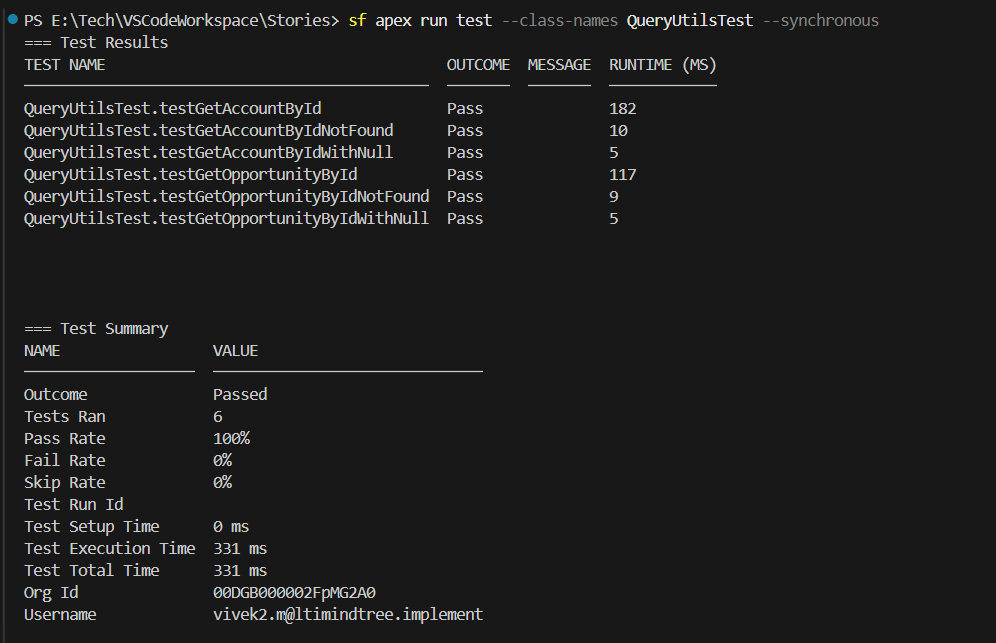 PS E:\Tech\VSCodeWorkspace\Stories> sf apex run test --class-names QueryUtilsTest --synchronous
=== Test Results
TEST NAME OUTCOME MESSAGE RUNTIME (MS)
QueryUtilsTest.testGetAccountById Pass 182
QueryUtilsTest.testGetAccountByIdNotFound Pass 10
QueryUtilsTest.testGetAccountByIdWithNull Pass 5
QueryUtilsTest.testGetOpportunityById Pass 117
QueryUtilsTest.testGetOpportunityByIdNotFound Pass 9
QueryUtilsTest.testGetOpportunityByIdWithNull Pass 5
=== Test Summary
NAME VALUE
Outcome Passed
Tests Ran 6
Pass Rate 100%
Fail Rate 0%
Skip Rate 0%
Test Run Id
Test Setup Time 0 ms
Test Execution Time 331 ms
Test Total Time 331 ms
Org Id 00DGB000002FpMG2A0
Username vivek2.m@ltimindtree.implement